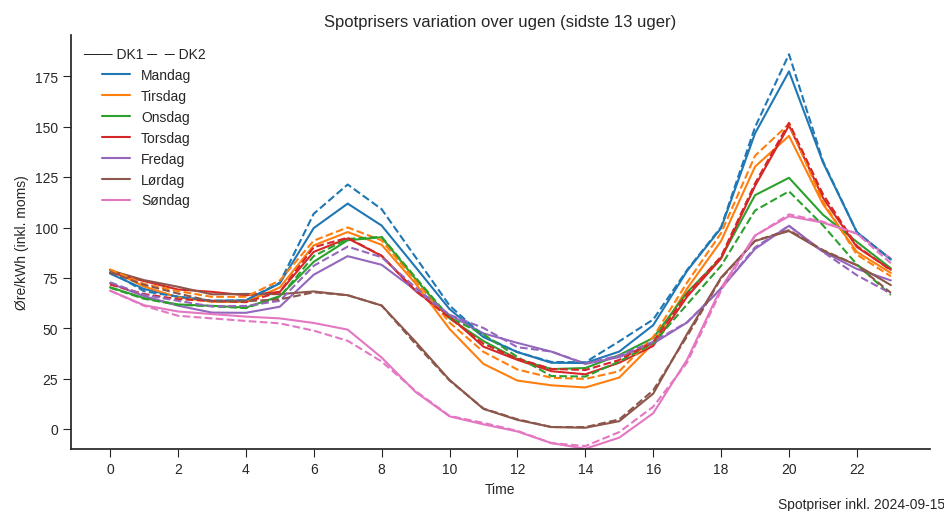 Spotprisers variation over ugen (sidste 13 uger)
DK1 DK2
Mandag
Tirsdag
Onsdag
Torsdag
Fredag
Lørdag
Søndag
Øre/kWh (inkl. moms)
175
150
125
100
75
50
25
0
0 2 4 6 8 10 12 14 16 18 20 22
Time
Spotpriser inkl. 2024-09-15